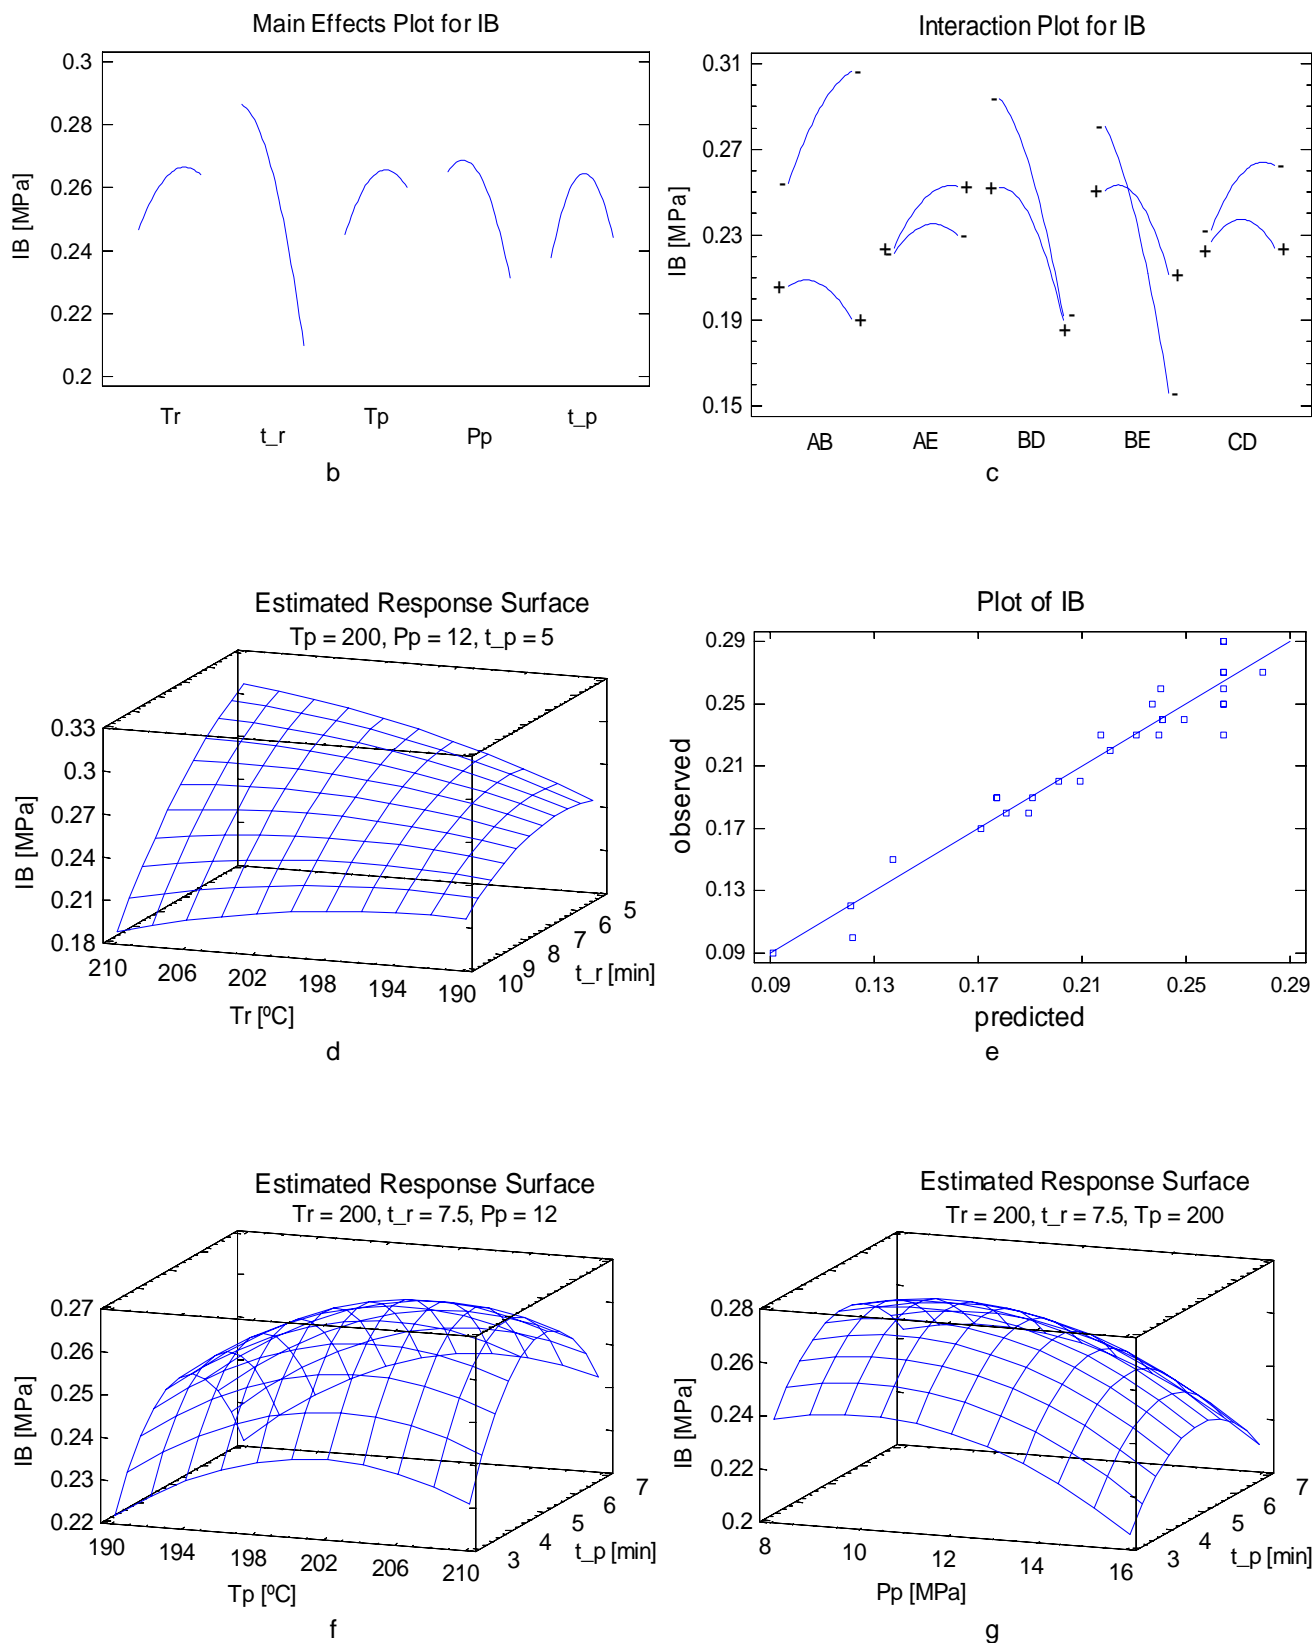 Main Effects Plot for IB
0.3
0.28
0.26
0.24
0.22
0.2
IB [MPa]
Tr
t_r
Tp
Pp
t_p
b
Interaction Plot for IB
0.31
0.27
0.23
0.19
0.15
IB [MPa]
- - + + + + - - - + - + - + - + - + - +
AB AE BD BE CD
c
Estimated Response Surface
Tp = 200, Pp = 12, t_p = 5
0.33
0.3
0.27
0.24
0.21
0.18
IB [MPa]
210 206 202 198 194 190
Tr [ºC]
10 9 8 7 6 5
t_r [min]
d
Plot of IB
0.29
0.25
0.21
0.17
0.13
0.09
observed
0.09 0.13 0.17 0.21 0.25 0.29
predicted
e
Estimated Response Surface
Tr = 200, t_r = 7.5, Pp = 12
0.27
0.26
0.25
0.24
0.23
0.22
IB [MPa]
190 194 198 202 206 210
Tp [ºC]
3 4 5 6 7
t_p [min]
f
Estimated Response Surface
Tr = 200, t_r = 7.5, Tp = 200
0.28
0.26
0.24
0.22
0.2
IB [MPa]
8 10 12 14 16
Pp [MPa]
3 4 5 6 7
t_p [min]
g